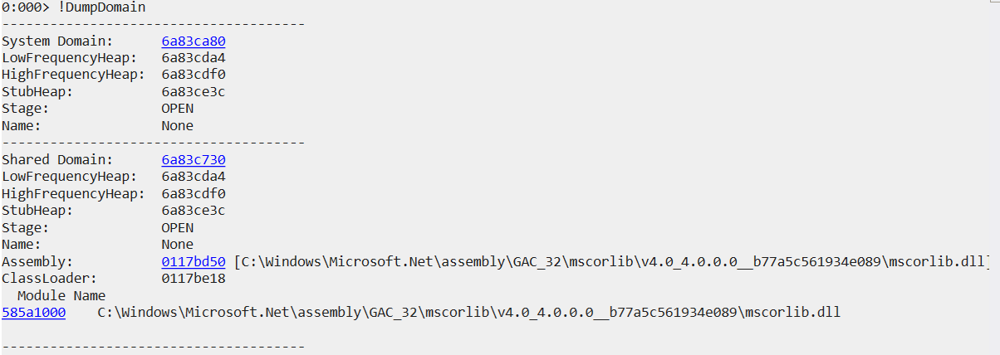 0:000> !DumpDomain
--------------------------------------
System Domain:      6a83ca80
LowFrequencyHeap:   6a83cda4
HighFrequencyHeap:  6a83cdf0
StubHeap:           6a83ce3c
Stage:              OPEN
Name:               None
--------------------------------------
Shared Domain:      6a83c730
LowFrequencyHeap:   6a83cda4
HighFrequencyHeap:  6a83cdf0
StubHeap:           6a83ce3c
Stage:              OPEN
Name:               None
Assembly:           0117bd50 [C:\Windows\Microsoft.Net\assembly\GAC_32\mscorlib\v4.0_4.0.0.0__b77a5c561934e089\mscorlib.dll]
ClassLoader:        0117be18
  Module Name
585a1000    C:\Windows\Microsoft.Net\assembly\GAC_32\mscorlib\v4.0_4.0.0.0__b77a5c561934e089\mscorlib.dll
--------------------------------------